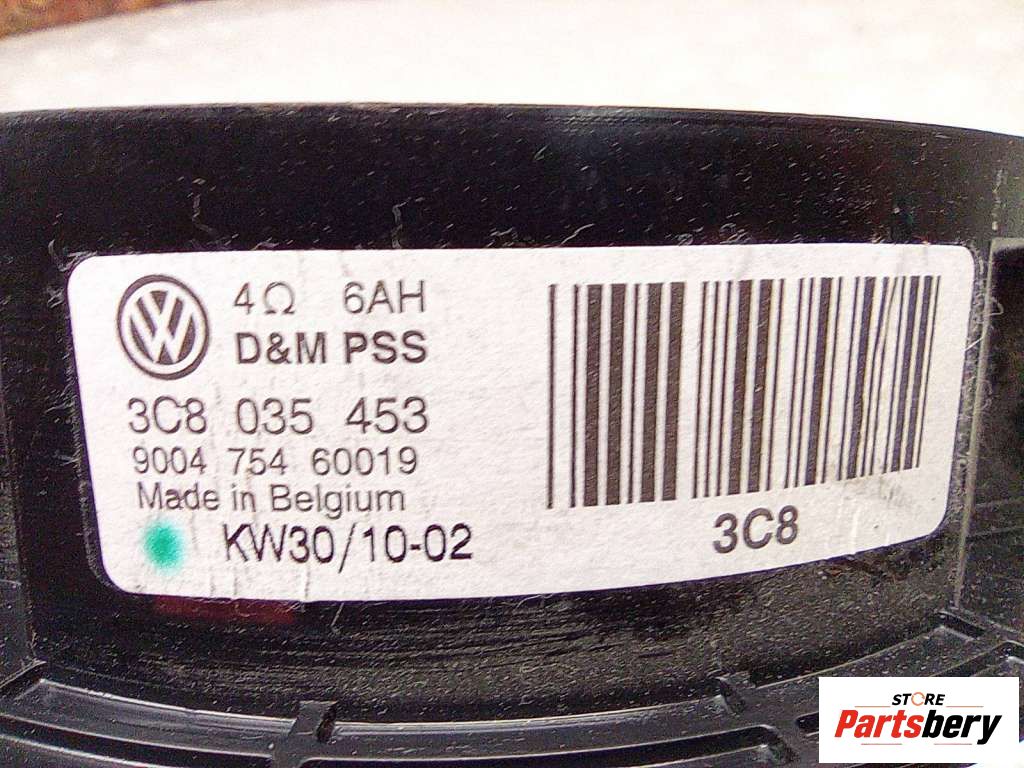 4Ω 6AH
D&M PSS
3C8 035 453
9004 754 60019
Made in Belgium
KW30/10-02
3C8
STORE
Partsbery